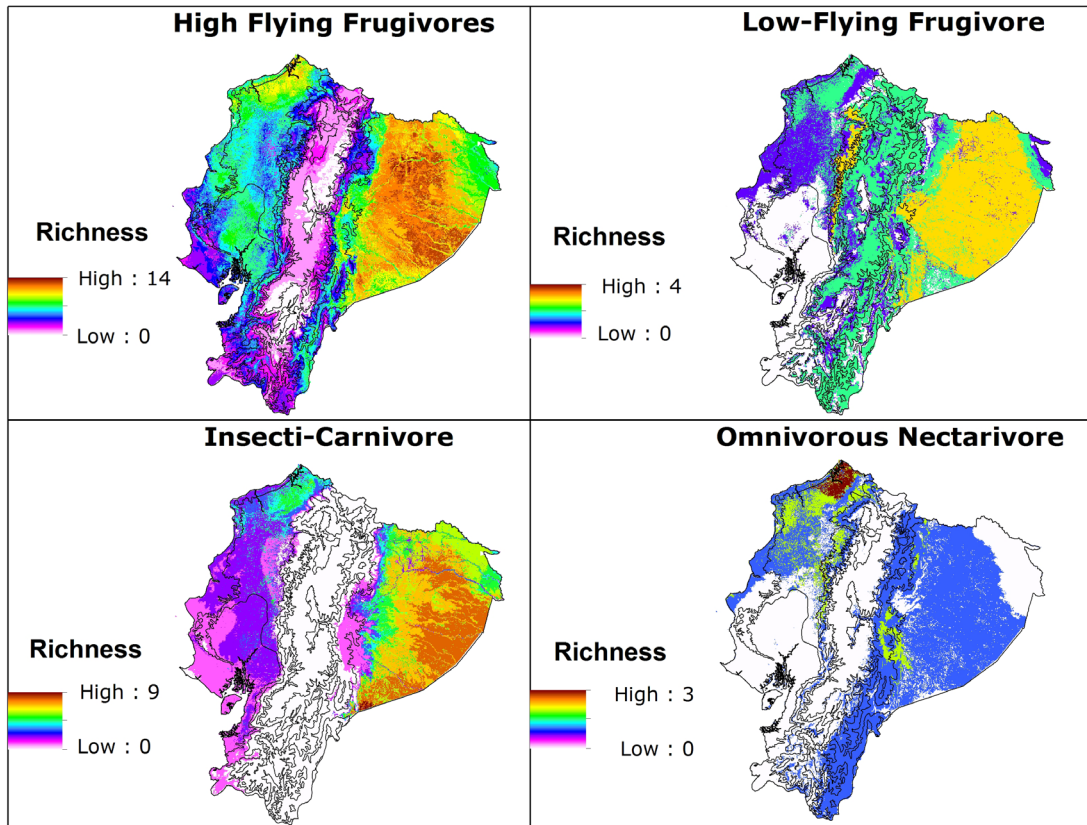 High Flying Frugivores
Richness
High : 14
Low : 0
Low-Flying Frugivore
Richness
High : 4
Low : 0
Insecti-Carnivore
Richness
High : 9
Low : 0
Omnivorous Nectarivore
Richness
High : 3
Low : 0